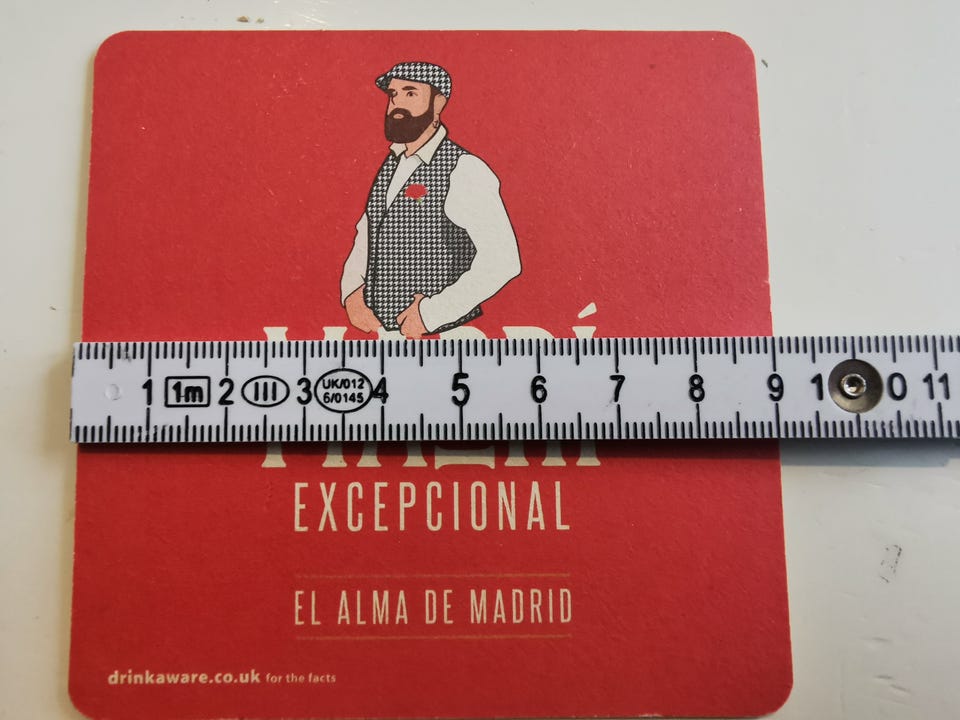 1 1m 2 III 3 UK/012 6/0145 4 5 6 7 8 9 10 11
EXCEPCIONAL
EL ALMA DE MADRID
drinkaware.co.uk for the facts